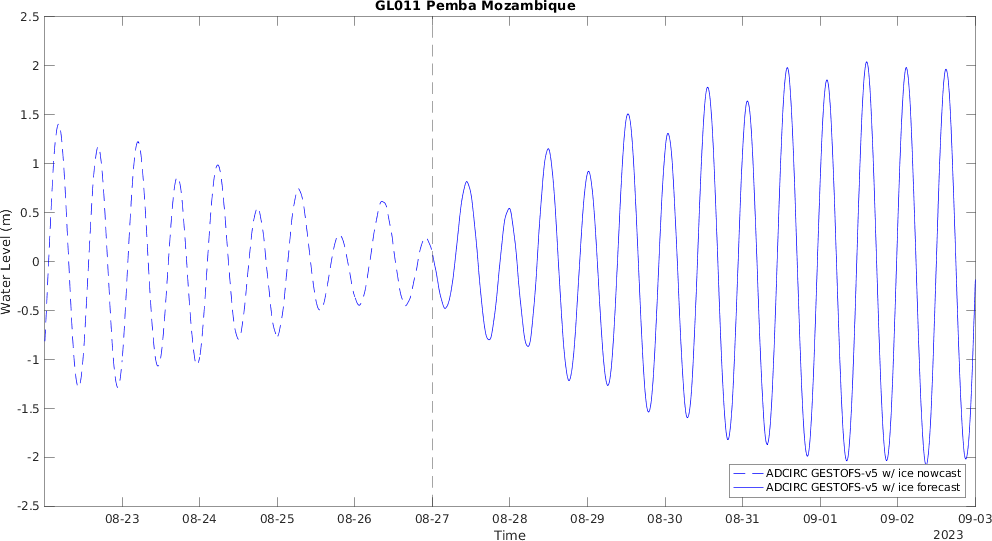 GL011 Pemba Mozambique
2.5
2
1.5
1
0.5
0
-0.5
-1
-1.5
-2
-2.5
Water Level (m)
ADCIRC GESTOFS-v5 w/ ice nowcast
ADCIRC GESTOFS-v5 w/ ice forecast
08-23 08-24 08-25 08-26 08-27 08-28 08-29 08-30 08-31 09-01 09-02 09-03
Time
2023